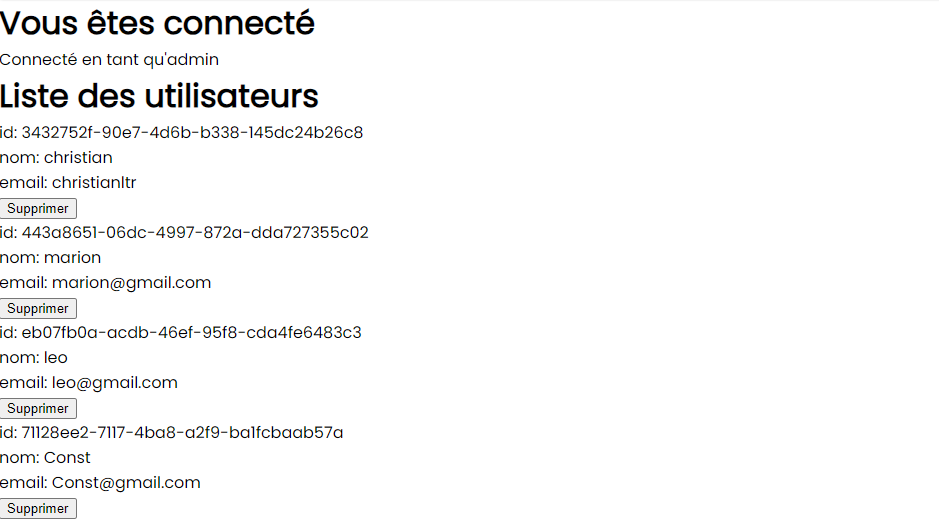 Vous êtes connecté
Connecté en tant qu'admin
Liste des utilisateurs
id: 3432752f-90e7-4d6b-b338-145dc24b26c8
nom: christian
email: christianltr
Supprimer
id: 443a8651-06dc-4997-872a-dda727355c02
nom: marion
email: marion@gmail.com
Supprimer
id: eb07fb0a-acdb-46ef-95f8-cda4fe6483c3
nom: leo
email: leo@gmail.com
Supprimer
id: 71128ee2-7117-4ba8-a2f9-ba1fcbaab57a
nom: Const
email: Const@gmail.com
Supprimer